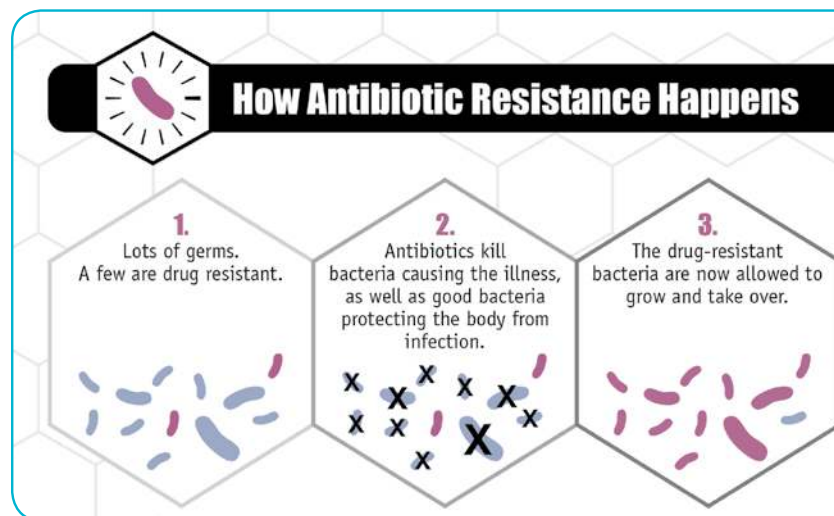 How Antibiotic Resistance Happens
1.
Lots of germs.
A few are drug resistant.
2.
Antibiotics kill
bacteria causing the illness,
as well as good bacteria
protecting the body from
infection.
X X X X X X X X X X
3.
The drug-resistant
bacteria are now allowed to
grow and take over.